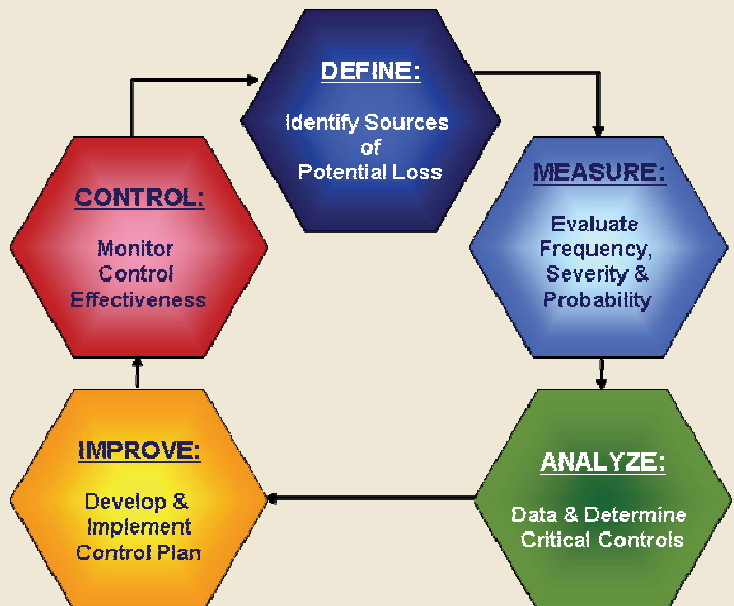 DEFINE:
Identify Sources
of
Potential Loss
MEASURE:
Evaluate
Frequency,
Severity &
Probability
ANALYZE:
Data & Determine
Critical Controls
IMPROVE:
Develop &
Implement
Control Plan
CONTROL:
Monitor
Control
Effectiveness